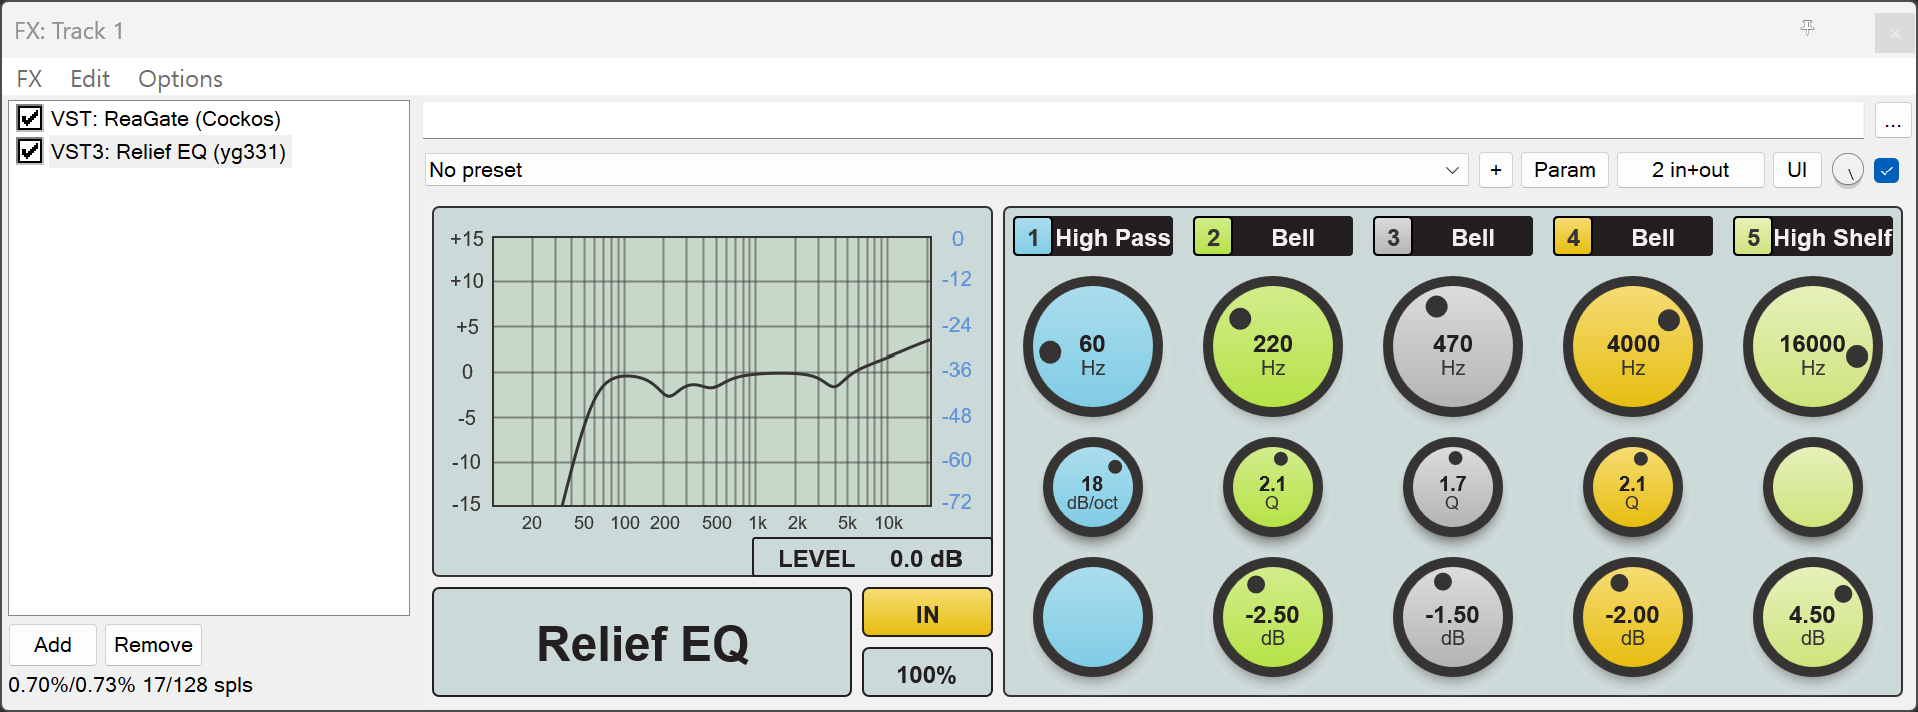 FX: Track 1
FX Edit Options
VST: ReaGate (Cockos)
VST3: Relief EQ (yg331)
...
No preset
+
Param
2 in+out
UI
+15
+10
+5
0
-5
-10
-15
0
-12
-24
-36
-48
-60
-72
20 50 100 200 500 1k 2k 5k 10k
LEVEL 0.0 dB
Relief EQ
IN
100%
1 High Pass
2 Bell
3 Bell
4 Bell
5 High Shelf
60
Hz
220
Hz
470
Hz
4000
Hz
16000
Hz
18
dB/oct
2.1
Q
1.7
Q
2.1
Q
-2.50
dB
-1.50
dB
-2.00
dB
4.50
dB
Add
Remove
0.70%/0.73% 17/128 spls